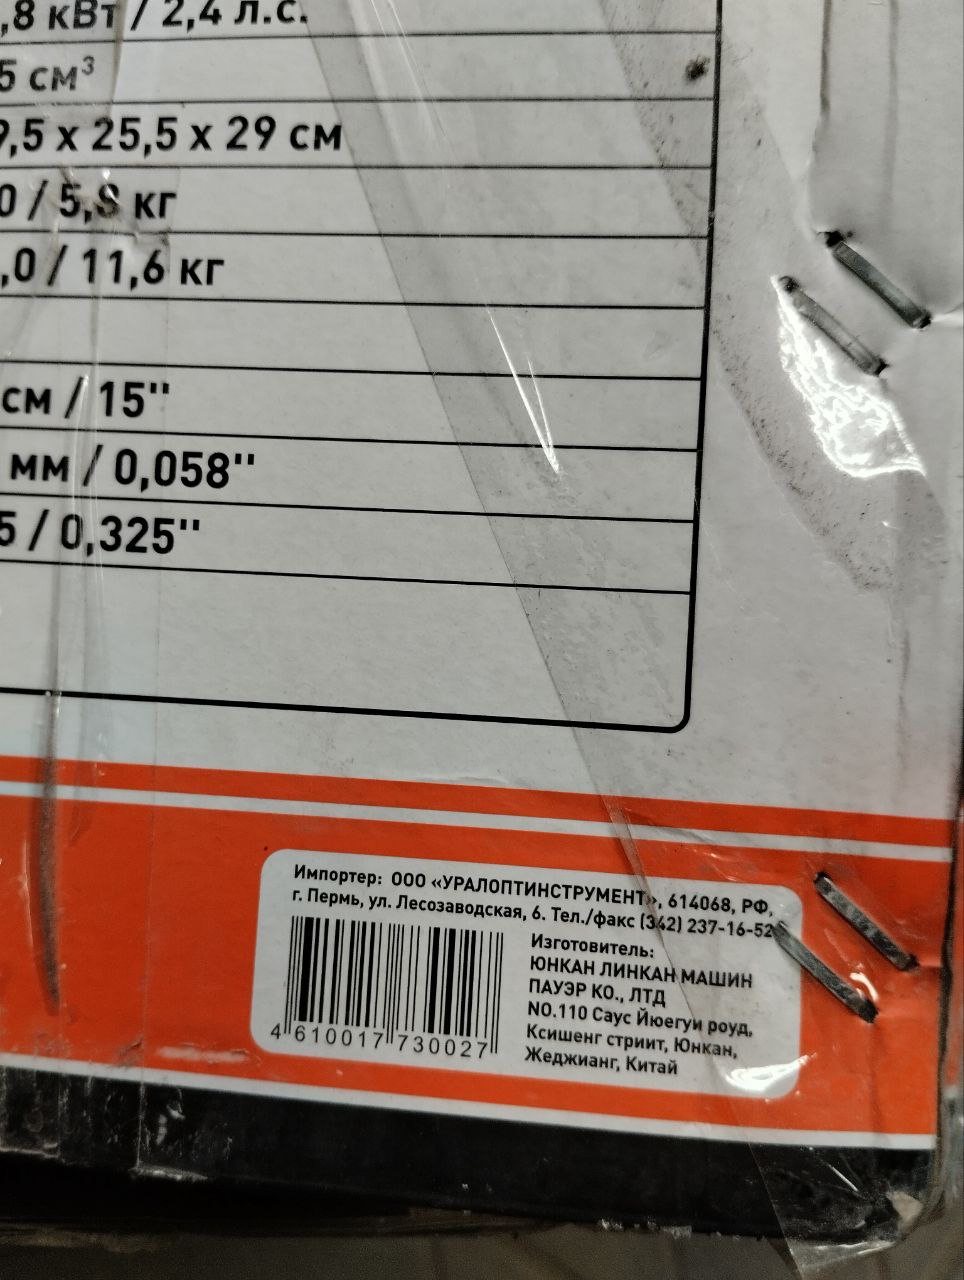 ,8 кВт / 2,4 л.с.
5 см³
9,5 x 25,5 x 29 см
0 / 5,8 кг
,0 / 11,6 кг
см / 15''
мм / 0,058''
5 / 0,325''
Импортер: ООО «УРАЛОПТИНСТРУМЕНТ», 614068, РФ,
г. Пермь, ул. Лесозаводская, 6. Тел./факс (342) 237-16-52
Изготовитель:
ЮНКАН ЛИНКАН МАШИН
ПАУЭР КО., ЛТД
NO.110 Саус Йюегуи роуд,
Ксишенг стриит, Юнкан,
Жеджианг, Китай
4 610017 730027